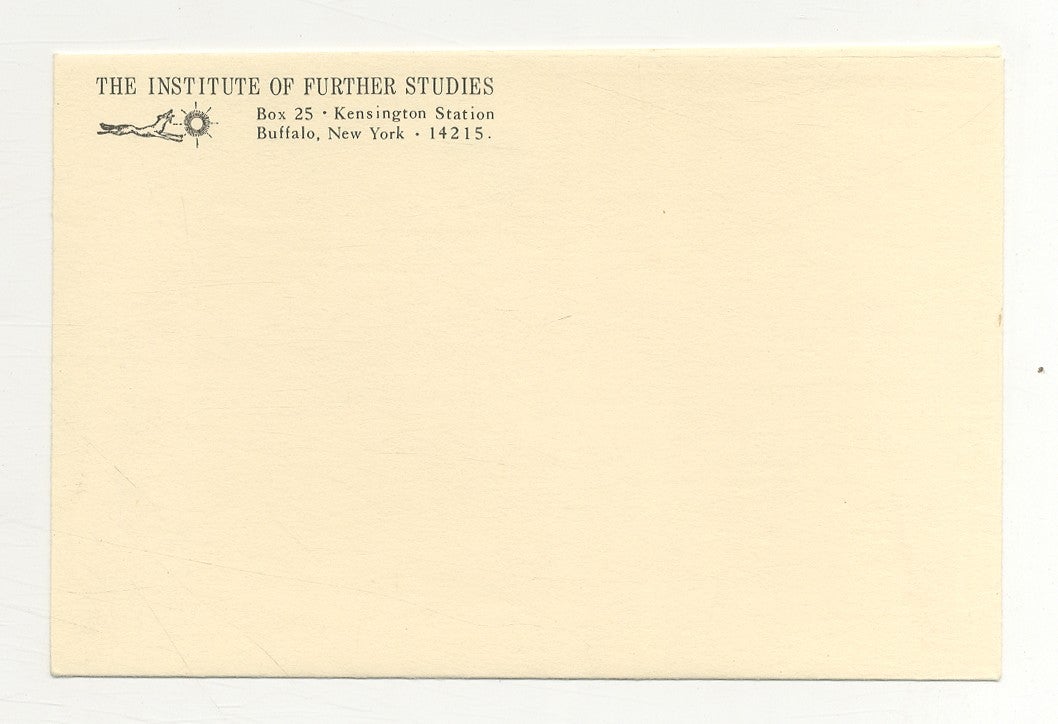 THE INSTITUTE OF FURTHER STUDIES
Box 25 · Kensington Station
Buffalo, New York · 14215.